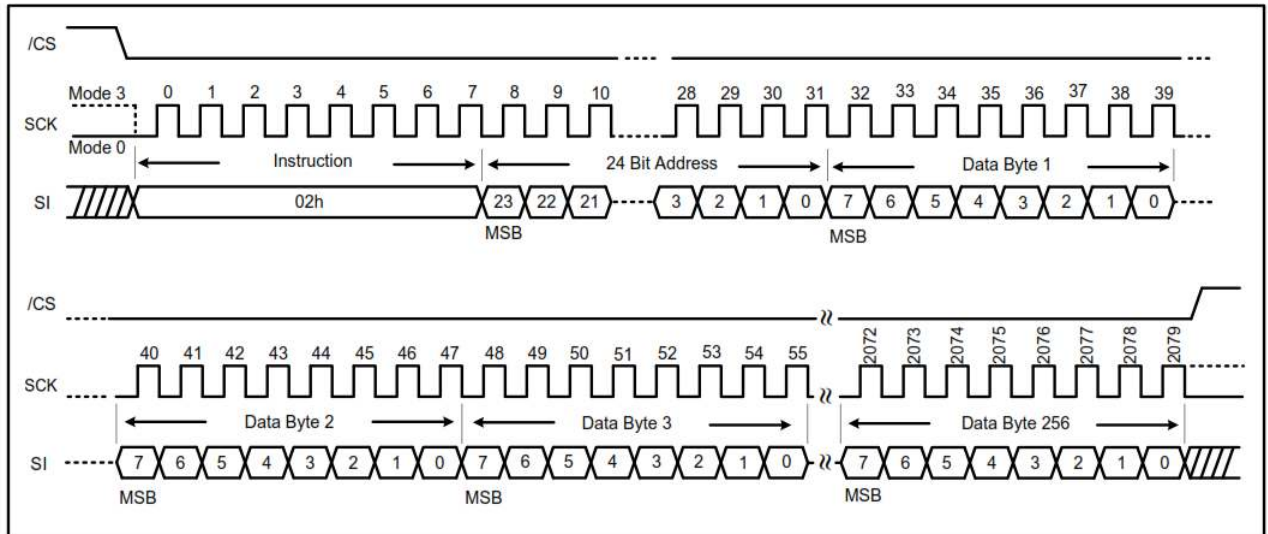 /CS
Mode 3 0 1 2 3 4 5 6 7 8 9 10 28 29 30 31 32 33 34 35 36 37 38 39
SCK
Mode 0
Instruction 24 Bit Address Data Byte 1
SI 02h 23 22 21 3 2 1 0 7 6 5 4 3 2 1 0
MSB MSB
/CS
40 41 42 43 44 45 46 47 48 49 50 51 52 53 54 55 2072 2073 2074 2075 2076 2077 2078 2079
SCK
Data Byte 2 Data Byte 3 Data Byte 256
SI 7 6 5 4 3 2 1 0 7 6 5 4 3 2 1 0 7 6 5 4 3 2 1 0
MSB MSB MSB